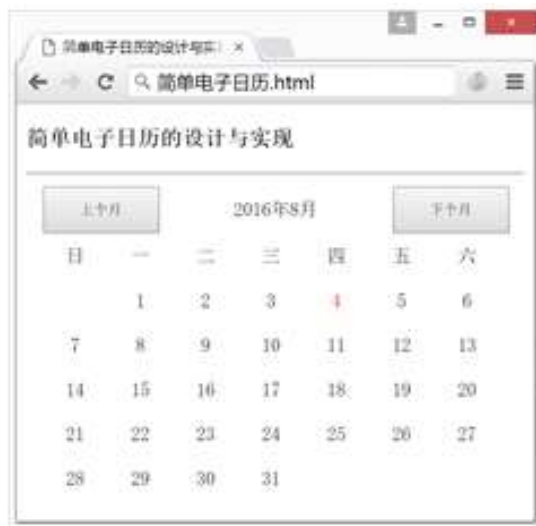 简单电子日历的设计与实
简单电子日历.html
简单电子日历的设计与实现
上个月 2016年8月 下个月
日 一 二 三 四 五 六
1 2 3 4 5 6
7 8 9 10 11 12 13
14 15 16 17 18 19 20
21 22 23 24 25 26 27
28 29 30 31